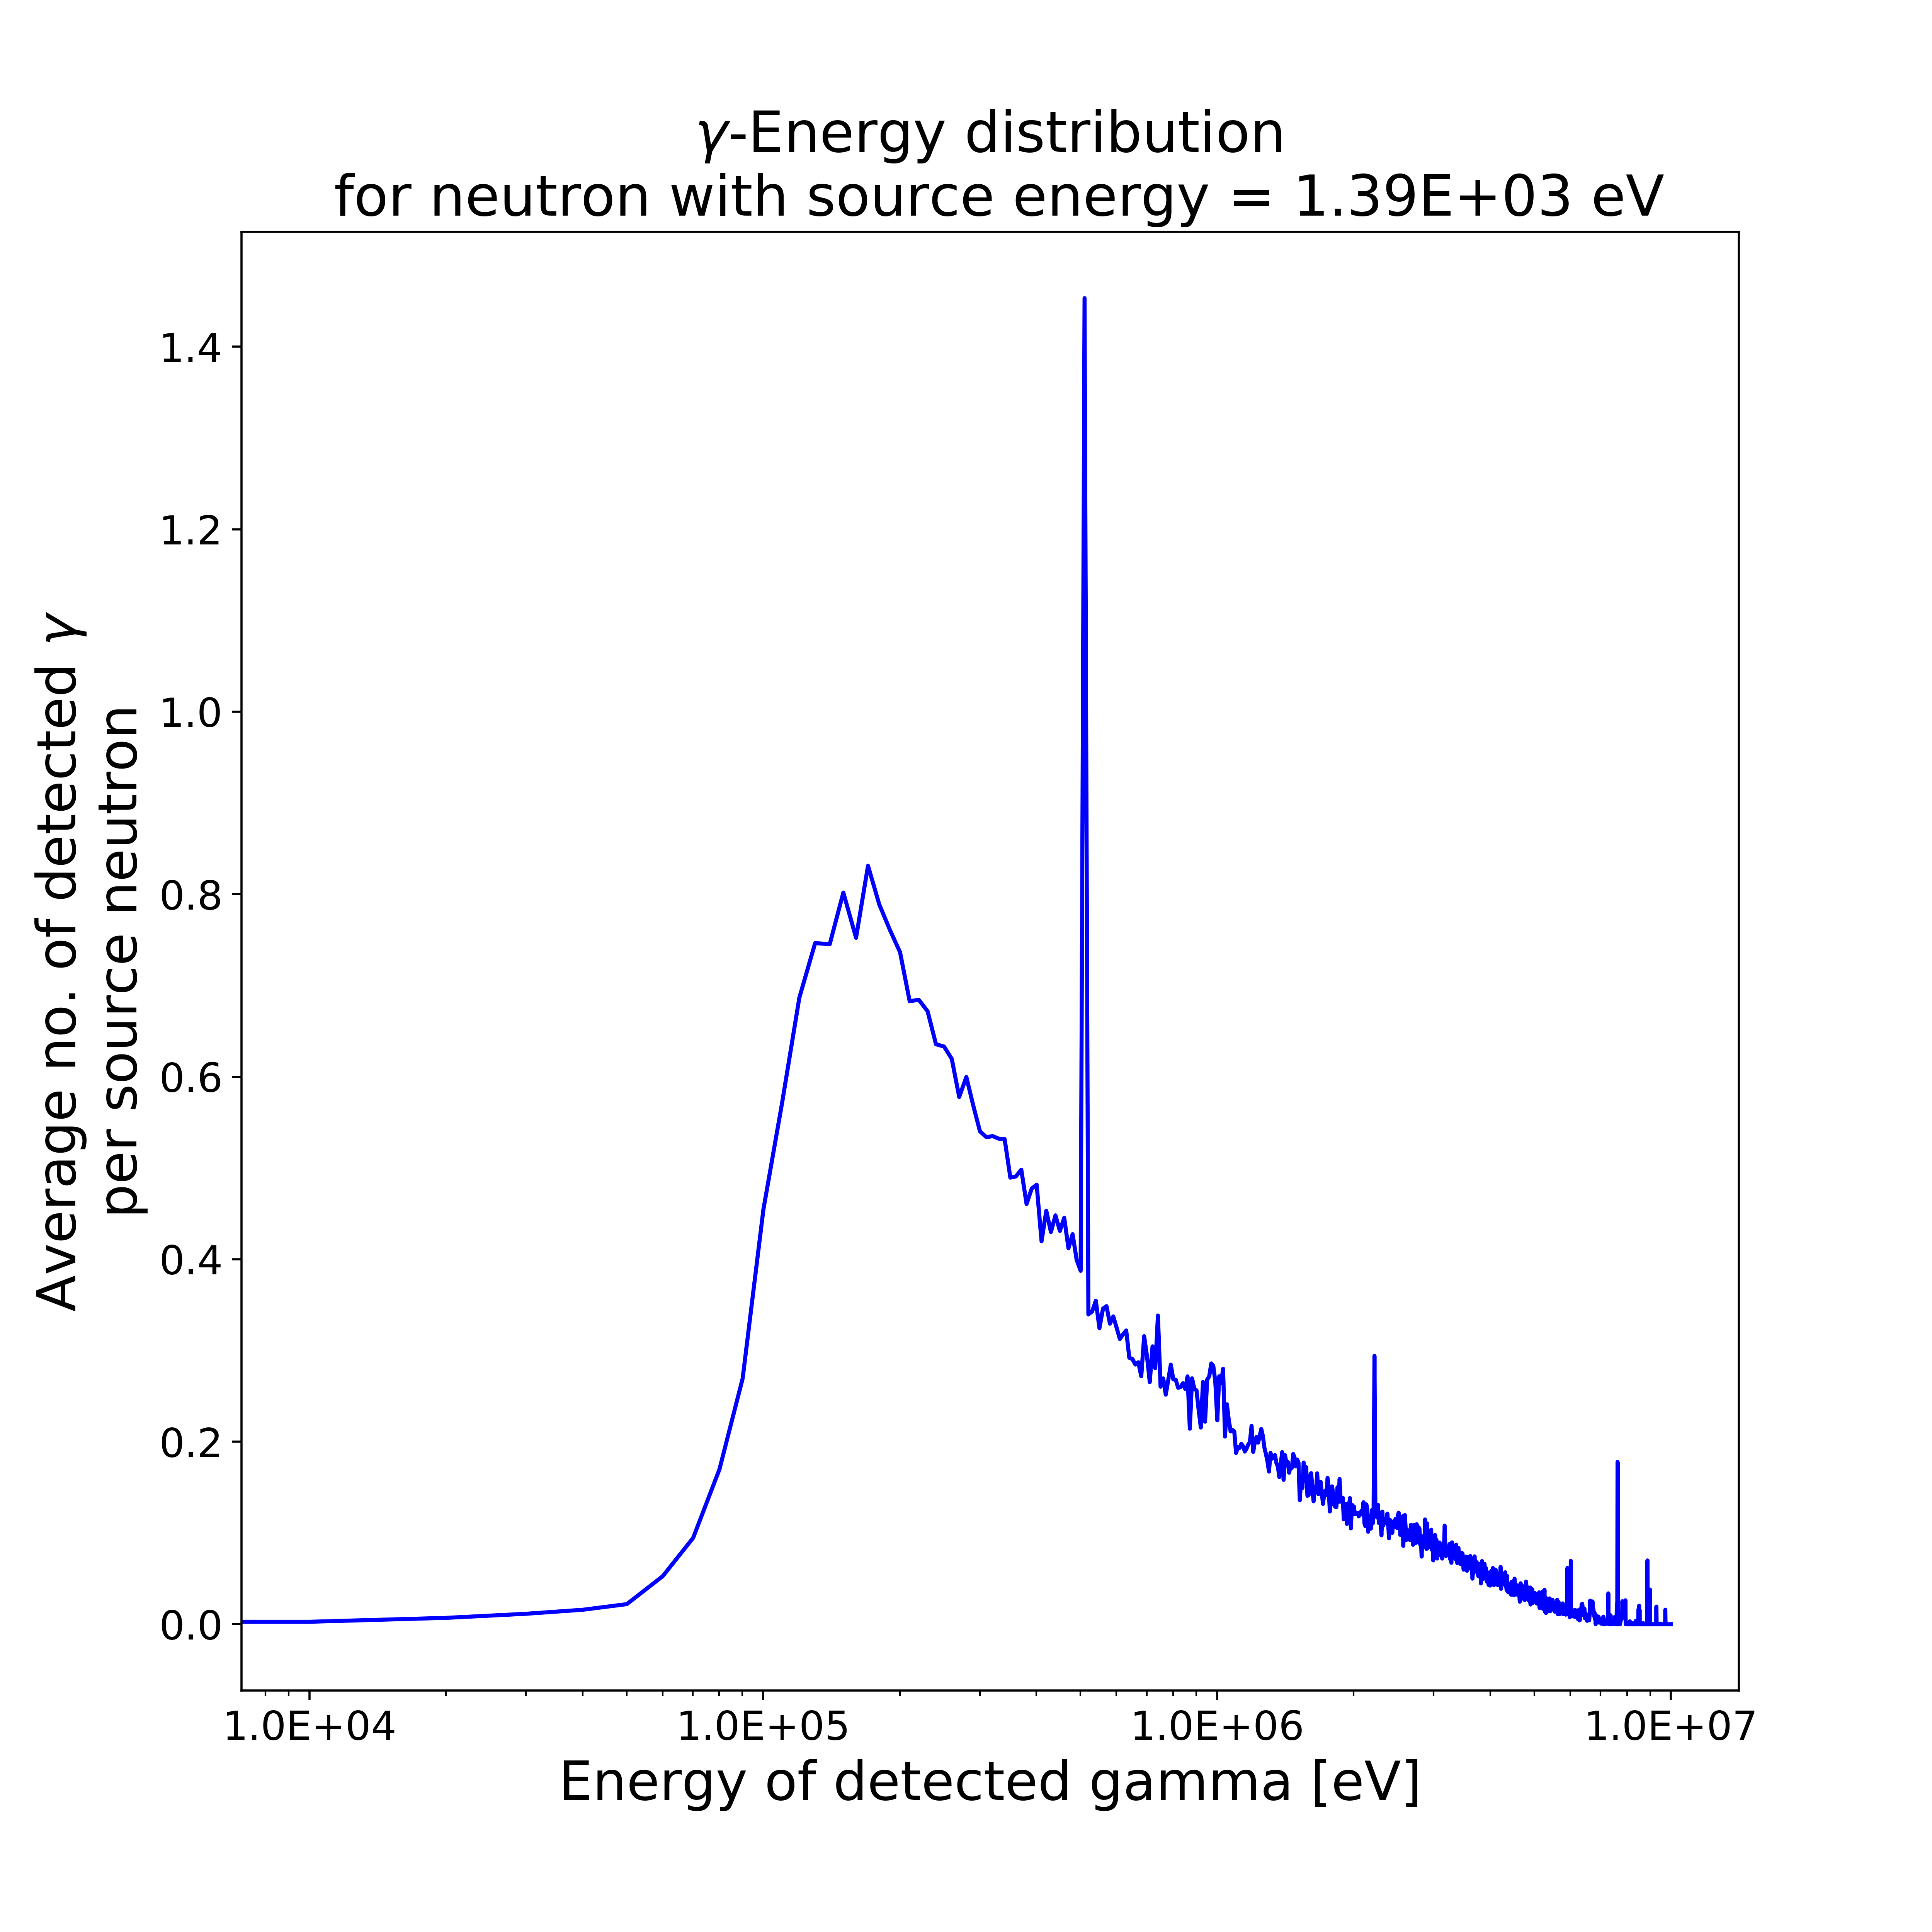 γ-Energy distribution
for neutron with source energy = 1.39E+03 eV
Average no. of detected γ
per source neutron
1.4
1.2
1.0
0.8
0.6
0.4
0.2
0.0
1.0E+04 1.0E+05 1.0E+06 1.0E+07
Energy of detected gamma [eV]